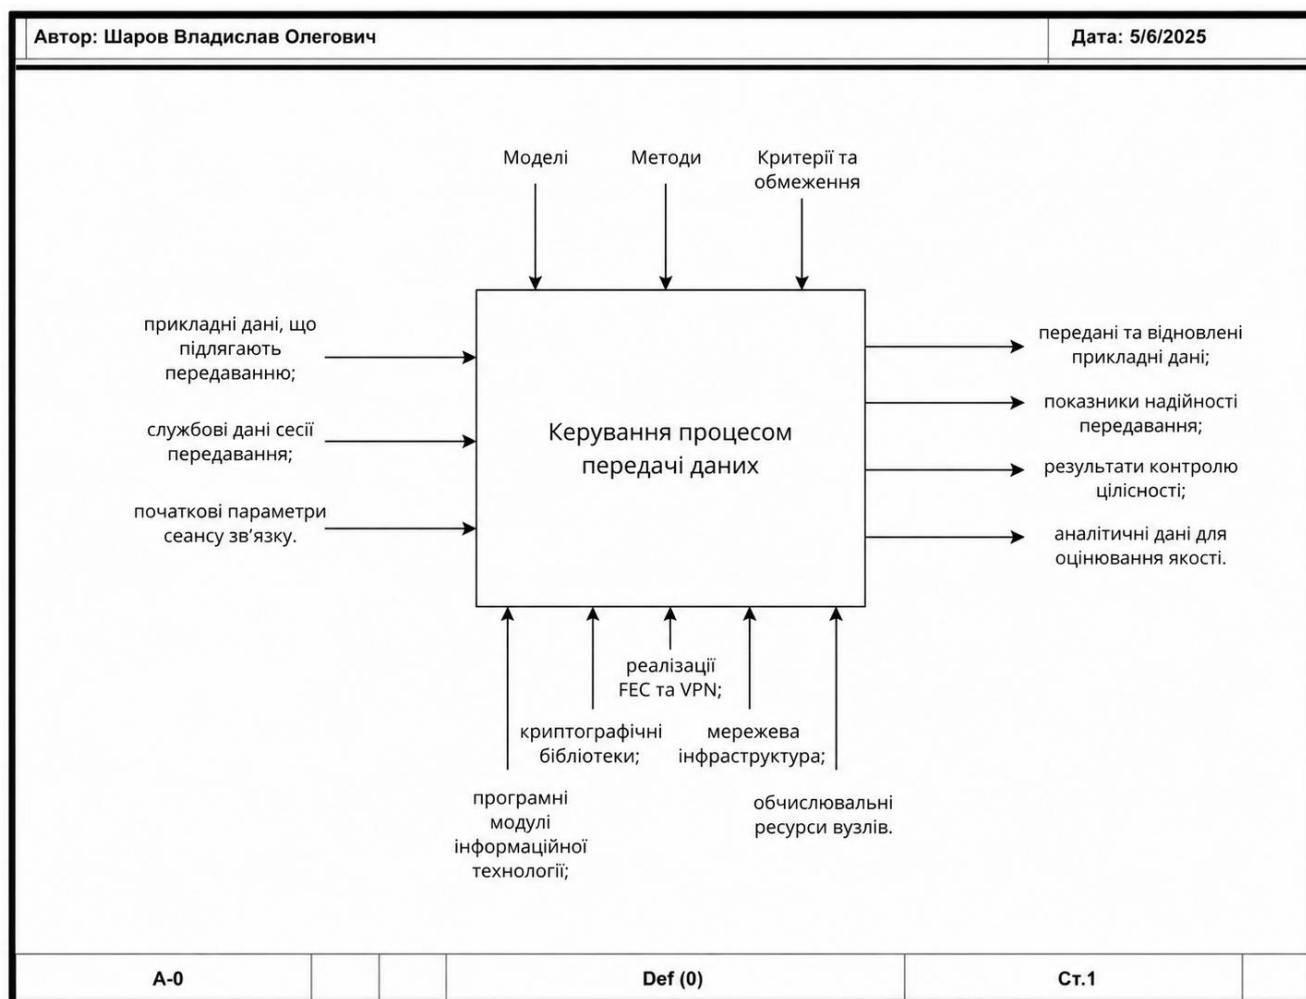 Автор: Шаров Владислав Олегович
Дата: 5/6/2025
Моделі
Методи
Критерії та
обмеження
прикладні дані, що
підлягають
передаванню;
службові дані сесії
передавання;
початкові параметри
сеансу зв’язку.
Керування процесом
передачі даних
передані та відновлені
прикладні дані;
показники надійності
передавання;
результати контролю
цілісності;
аналітичні дані для
оцінювання якості.
реалізації
FEC та VPN;
криптографічні
бібліотеки;
мережева
інфраструктура;
програмні
модулі
інформаційної
технології;
обчислювальні
ресурси вузлів.
А-0
Def (0)
Ст.1